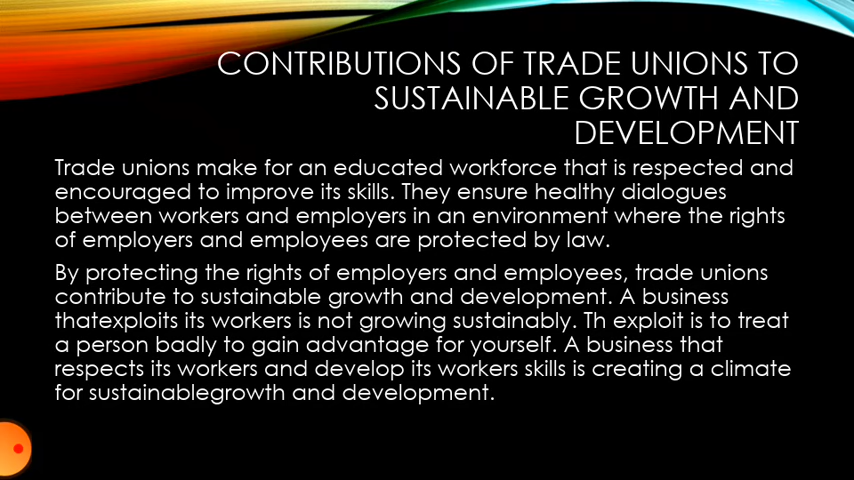 CONTRIBUTIONS OF TRADE UNIONS TO
SUSTAINABLE GROWTH AND
DEVELOPMENT
Trade unions make for an educated workforce that is respected and
encouraged to improve its skills. They ensure healthy dialogues
between workers and employers in an environment where the rights
of employers and employees are protected by law.
By protecting the rights of employers and employees, trade unions
contribute to sustainable growth and development. A business
thatexploits its workers is not growing sustainably. Th exploit is to treat
a person badly to gain advantage for yourself. A business that
respects its workers and develop its workers skills is creating a climate
for sustainablegrowth and development.